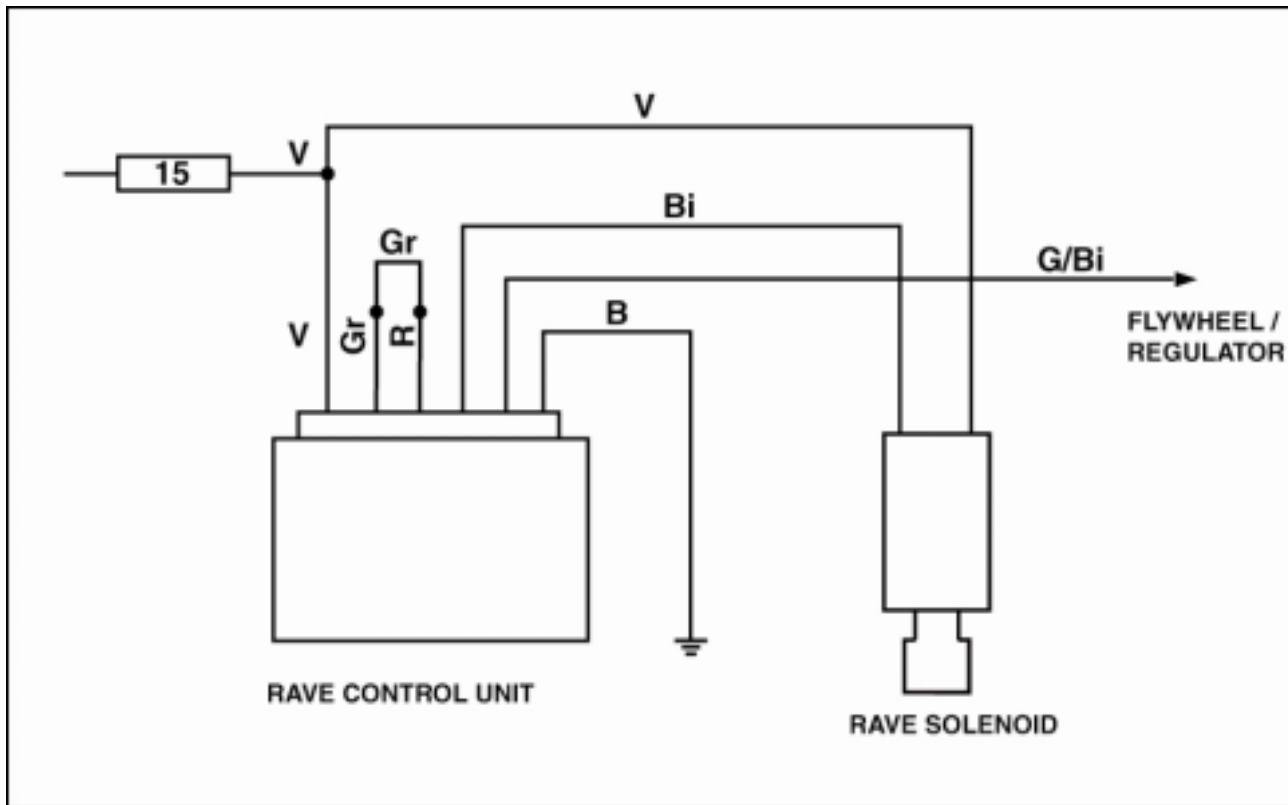 V
V
15
Bi
Gr
G/Bi
B
FLYWHEEL /
REGULATOR
V
Gr
R
RAVE CONTROL UNIT
RAVE SOLENOID